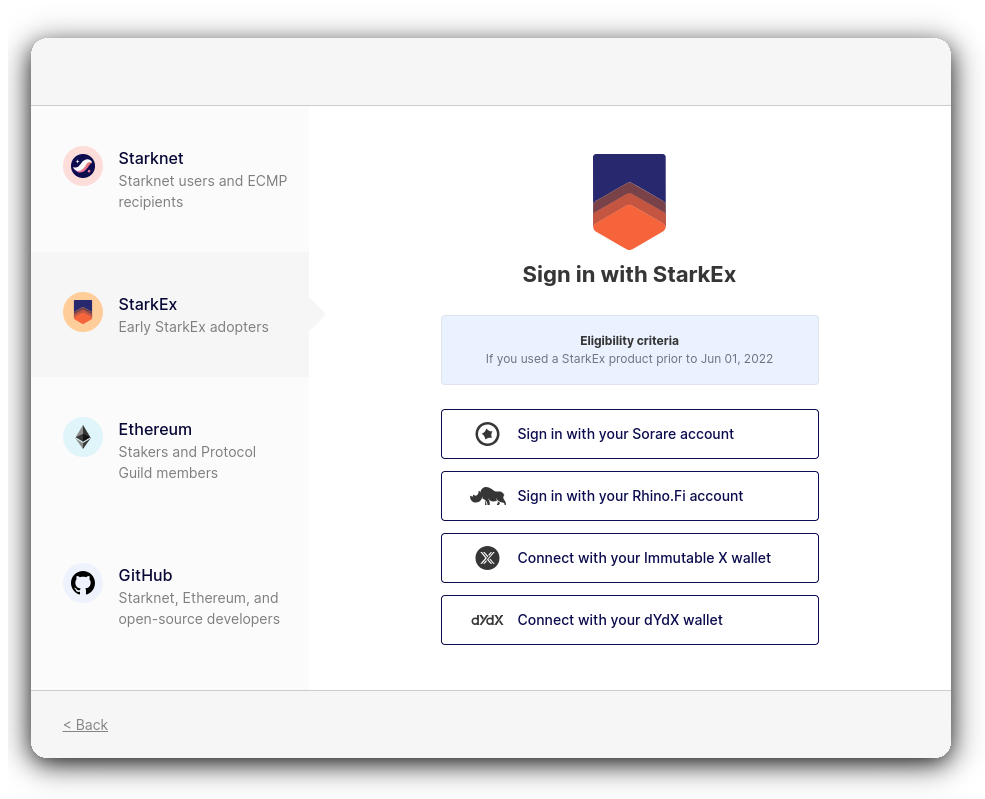 Starknet
Starknet users and ECMP
recipients
StarkEx
Early StarkEx adopters
Ethereum
Stakers and Protocol
Guild members
GitHub
Starknet, Ethereum, and
open-source developers
Sign in with StarkEx
Eligibility criteria
If you used a StarkEx product prior to Jun 01, 2022
Sign in with your Sorare account
Sign in with your Rhino.Fi account
Connect with your Immutable X wallet
dYdX Connect with your dYdX wallet
< Back